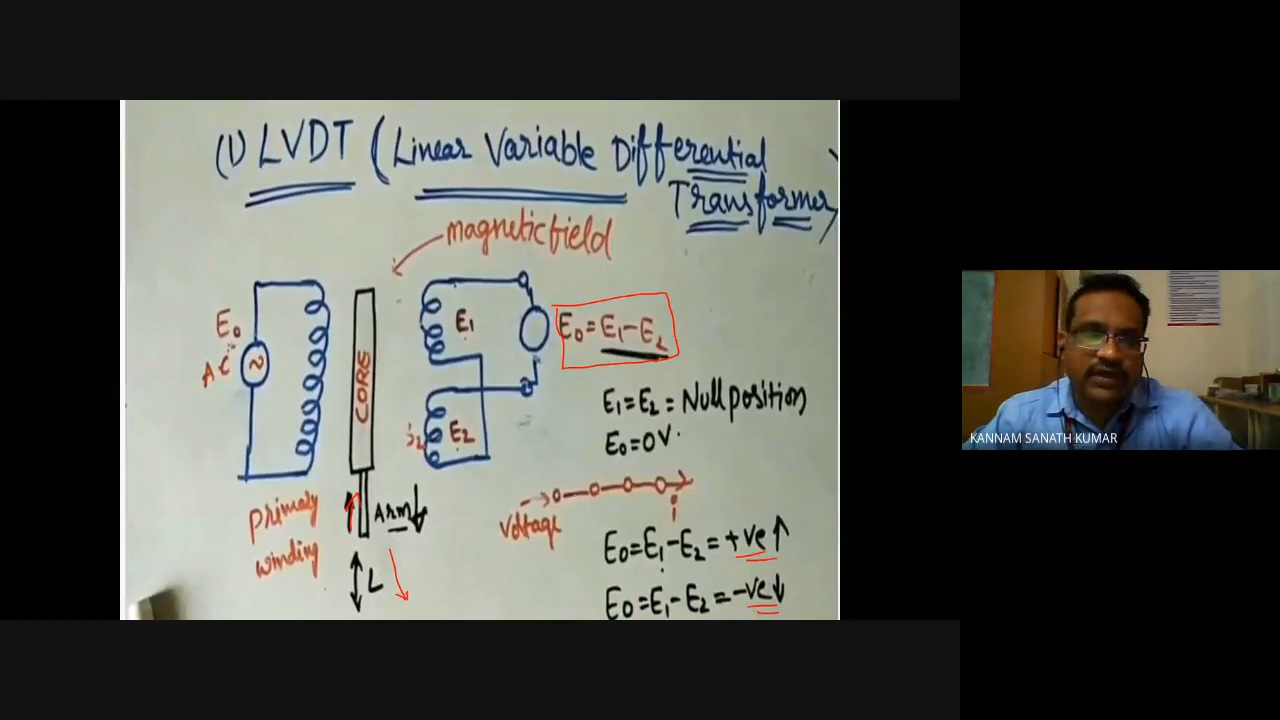 (1) LVDT (Linear Variable Differential
Transformer)
magnetic field
E₀
AC
~
CORE
E₁
E₂
E₀ = E₁ - E₂
E₁ = E₂ = Null position
E₀ = 0V.
primary
winding
Arm
L
Voltage
i
E₀ = E₁ - E₂ = +ve ↑
E₀ = E₁ - E₂ = -ve ↓
KANNAM SANATH KUMAR